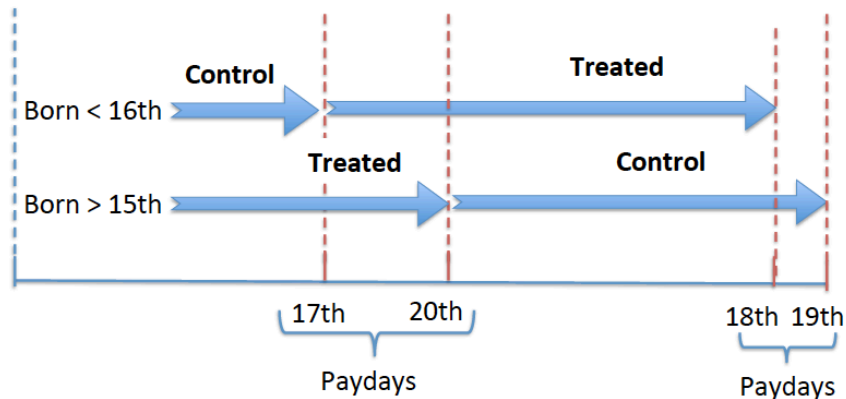 Control
Treated
Born < 16th
Treated
Control
Born > 15th
17th
20th
18th
19th
Paydays
Paydays